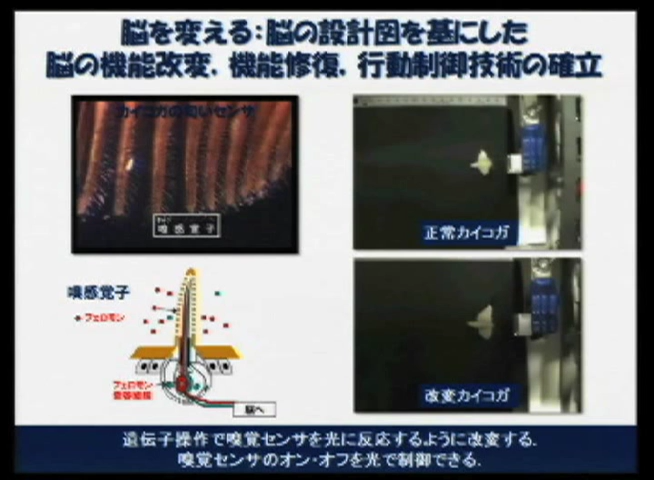 脳を変える：脳の設計図を基にした
脳の機能改変，機能修復，行動制御技術の確立
カイコガの匂いセンサ
嗅感覚子
正常カイコガ
嗅感覚子
フェロモン
フェロモン
受容細胞
脳へ
改変カイコガ
遺伝子操作で嗅覚センサを光に反応するように改変する．
嗅覚センサのオン・オフを光で制御できる．